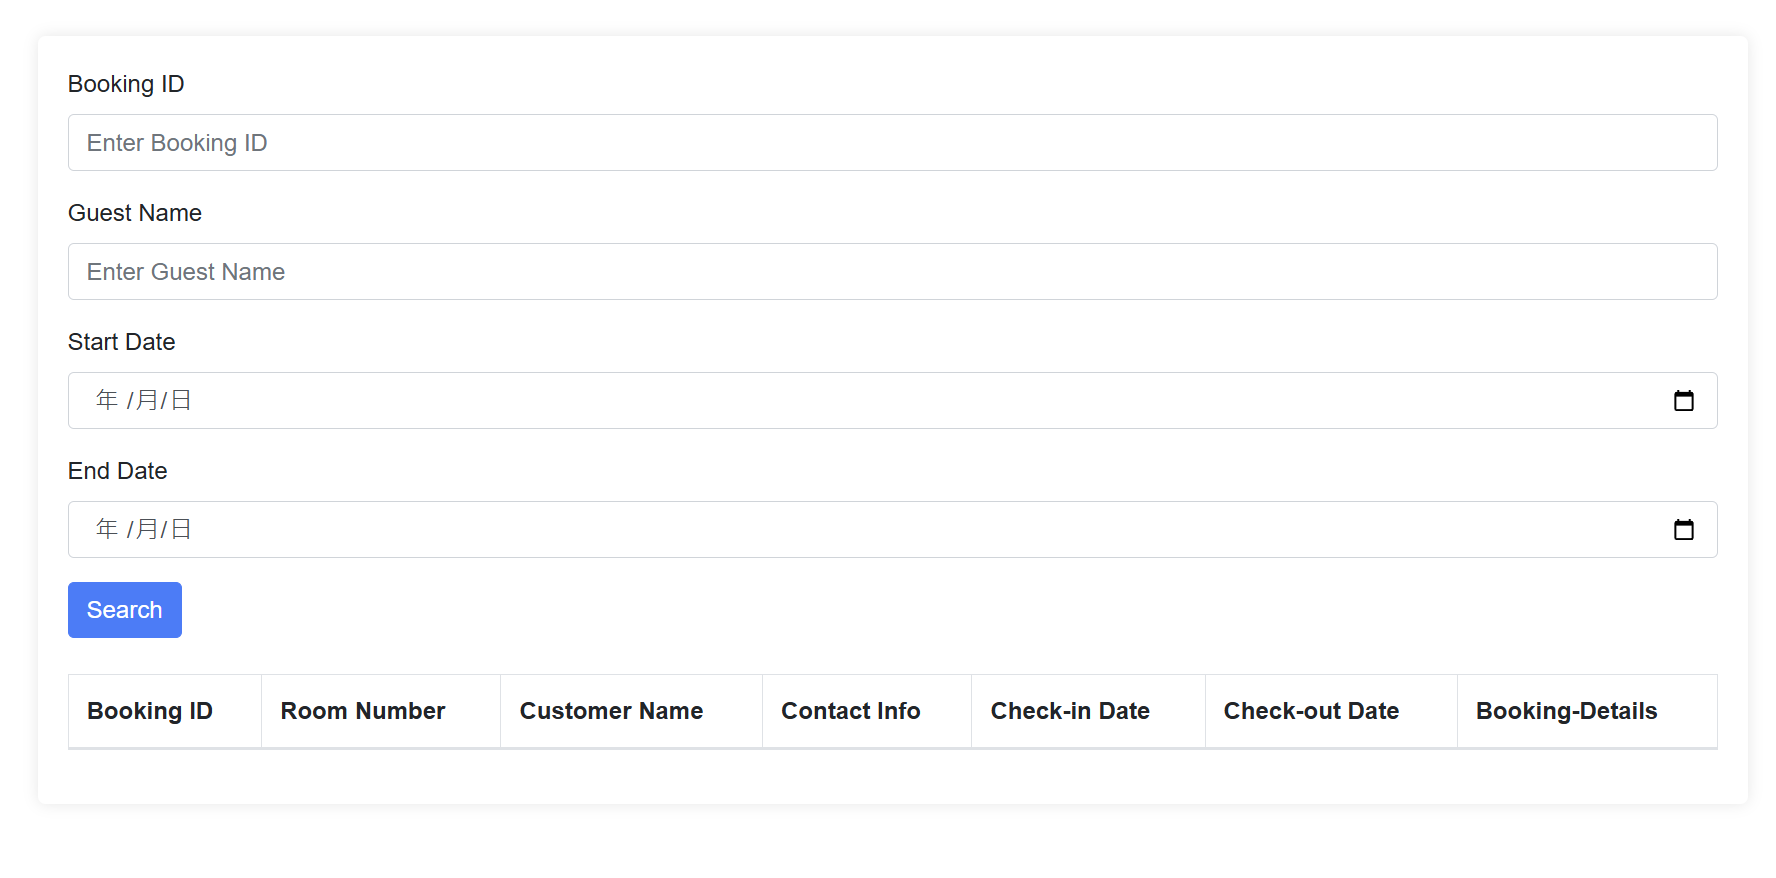 Booking ID
Enter Booking ID
Guest Name
Enter Guest Name
Start Date
年 /月/日
End Date
年 /月/日
Search
Booking ID Room Number Customer Name Contact Info Check-in Date Check-out Date Booking-Details